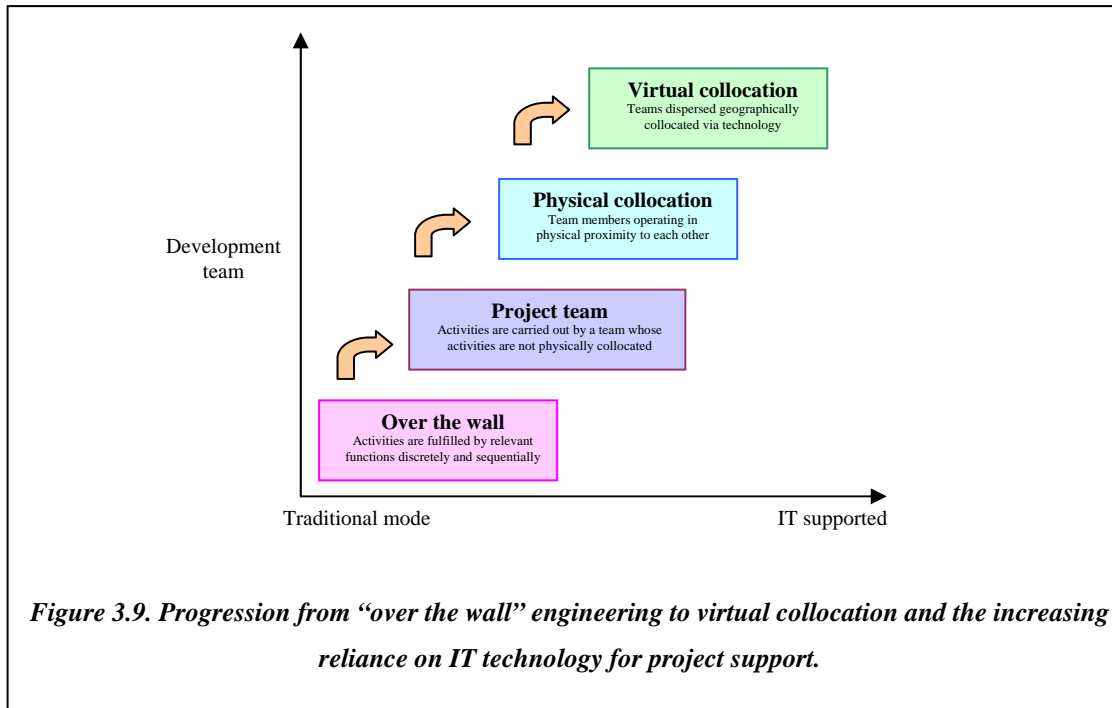 Virtual collocation
Teams dispersed geographically
collocated via technology
Physical collocation
Team members operating in
physical proximity to each other
Development
team
Project team
Activities are carried out by a team whose
activities are not physically collocated
Over the wall
Activities are fulfilled by relevant
functions discretely and sequentially
Traditional mode
IT supported
Figure 3.9. Progression from “over the wall” engineering to virtual collocation and the increasing
reliance on IT technology for project support.